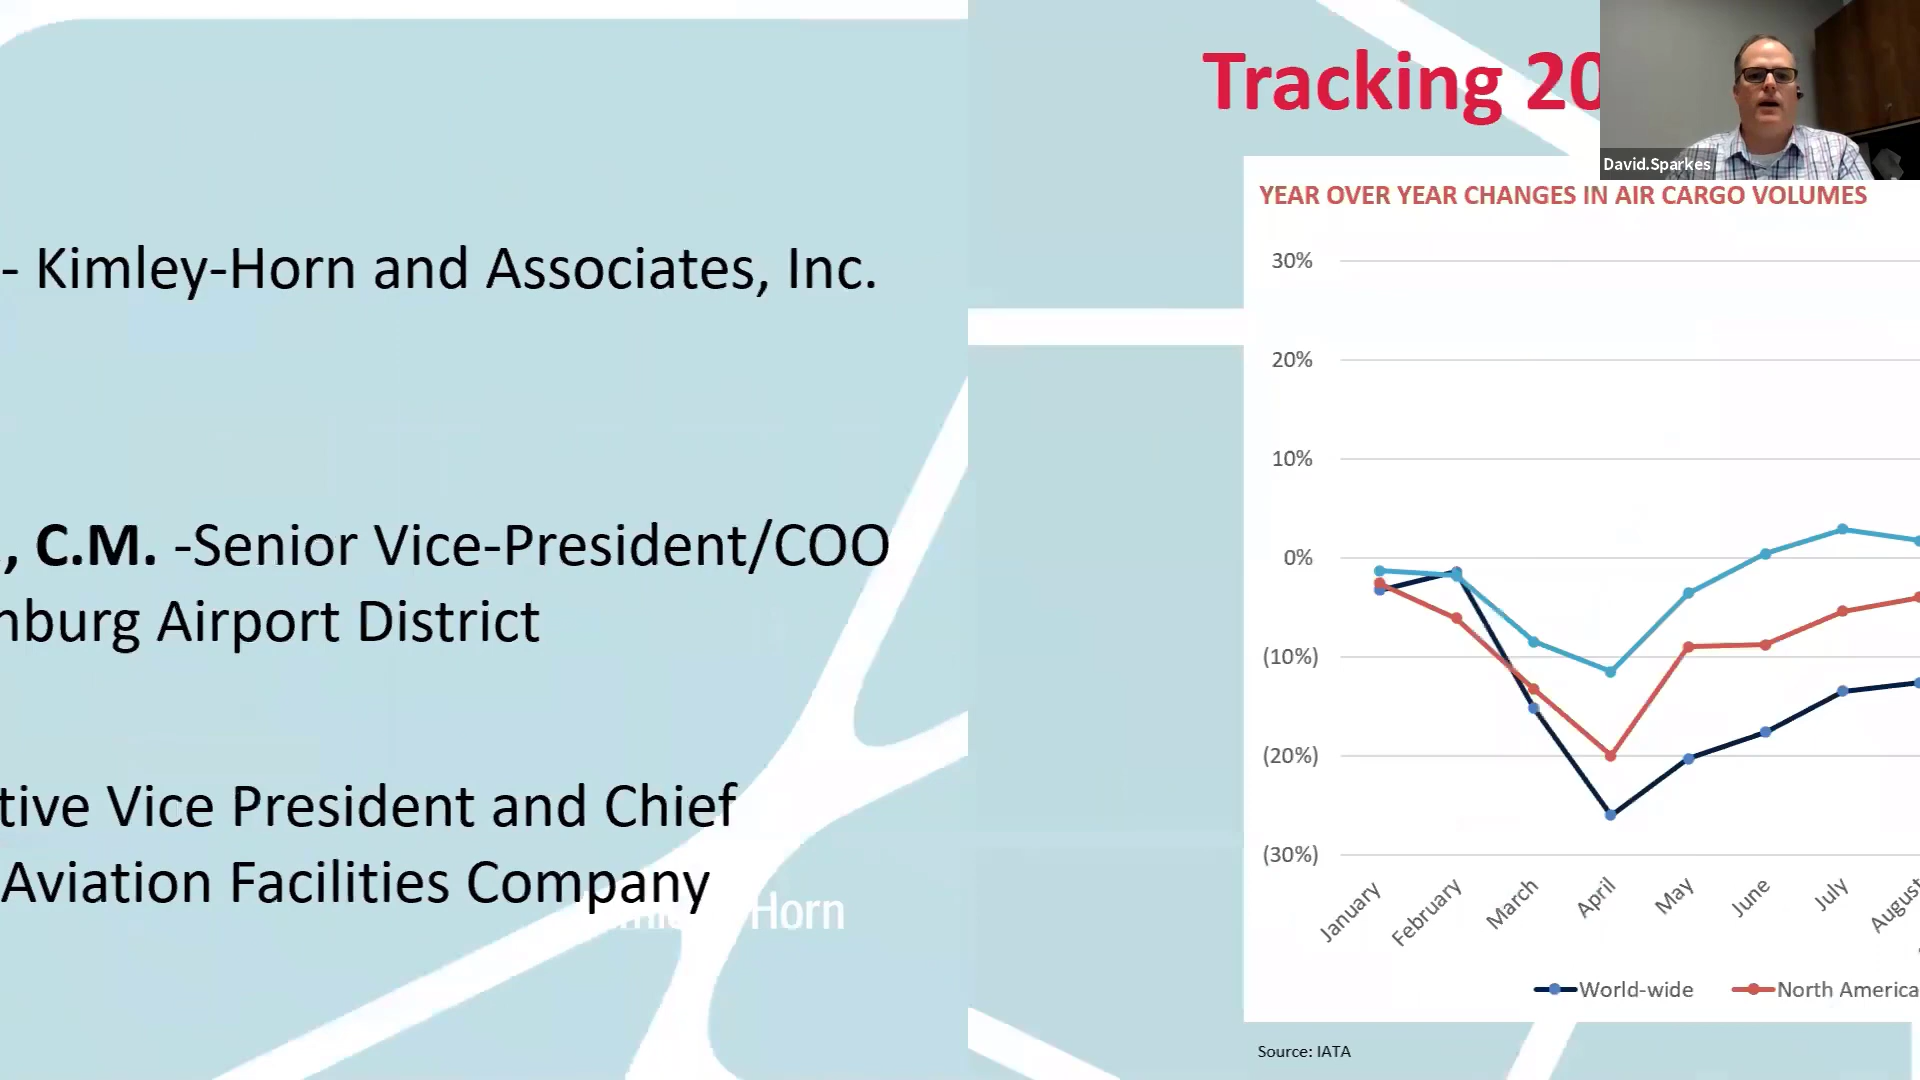 - Kimley-Horn and Associates, Inc.
, C.M. -Senior Vice-President/COO
nburg Airport District
tive Vice President and Chief
Aviation Facilities Company
Horn
Tracking 20
David.Sparkes
YEAR OVER YEAR CHANGES IN AIR CARGO VOLUMES
30%
20%
10%
0%
(10%)
(20%)
(30%)
January
February
March
April
May
June
July
August
World-wide
North America
Source: IATA